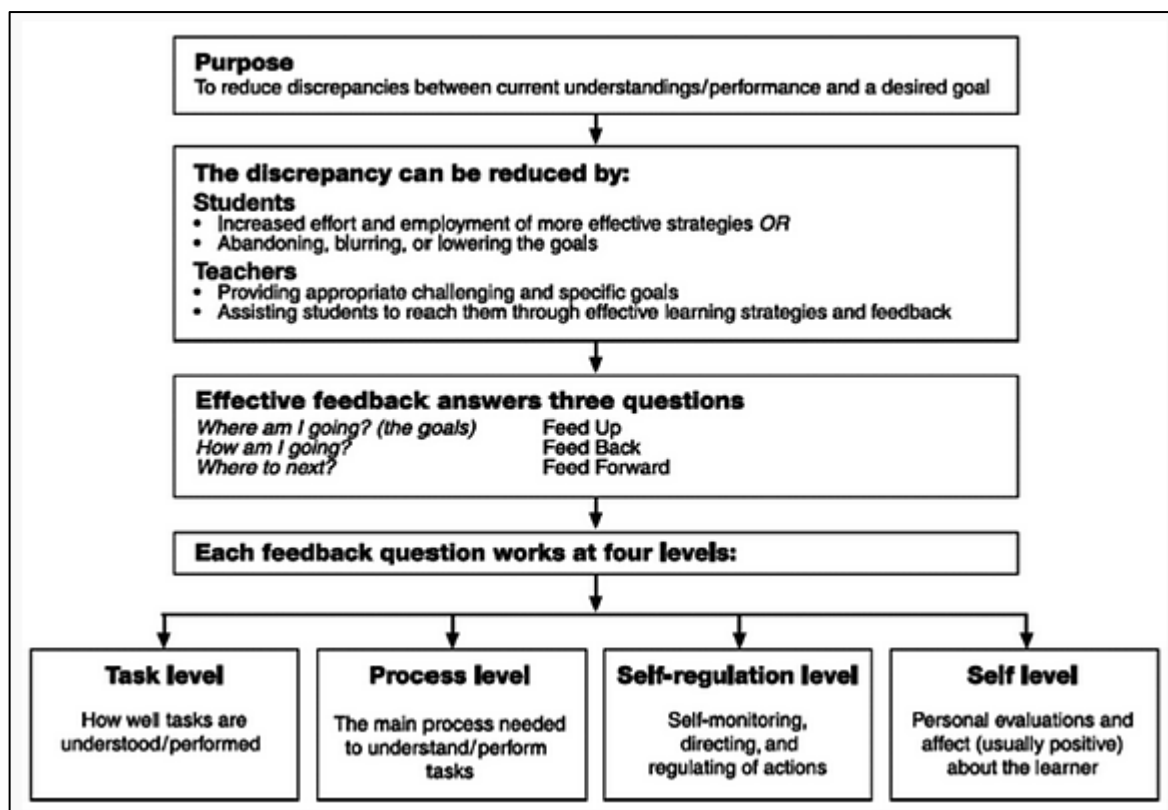 Purpose
To reduce discrepancies between current understandings/performance and a desired goal
The discrepancy can be reduced by:
Students
• Increased effort and employment of more effective strategies OR
• Abandoning, blurring, or lowering the goals
Teachers
• Providing appropriate challenging and specific goals
• Assisting students to reach them through effective learning strategies and feedback
Effective feedback answers three questions
Where am I going? (the goals) Feed Up
How am I going? Feed Back
Where to next? Feed Forward
Each feedback question works at four levels:
Task level
How well tasks are
understood/performed
Process level
The main process needed
to understand/perform
tasks
Self-regulation level
Self-monitoring,
directing, and
regulating of actions
Self level
Personal evaluations and
affect (usually positive)
about the learner